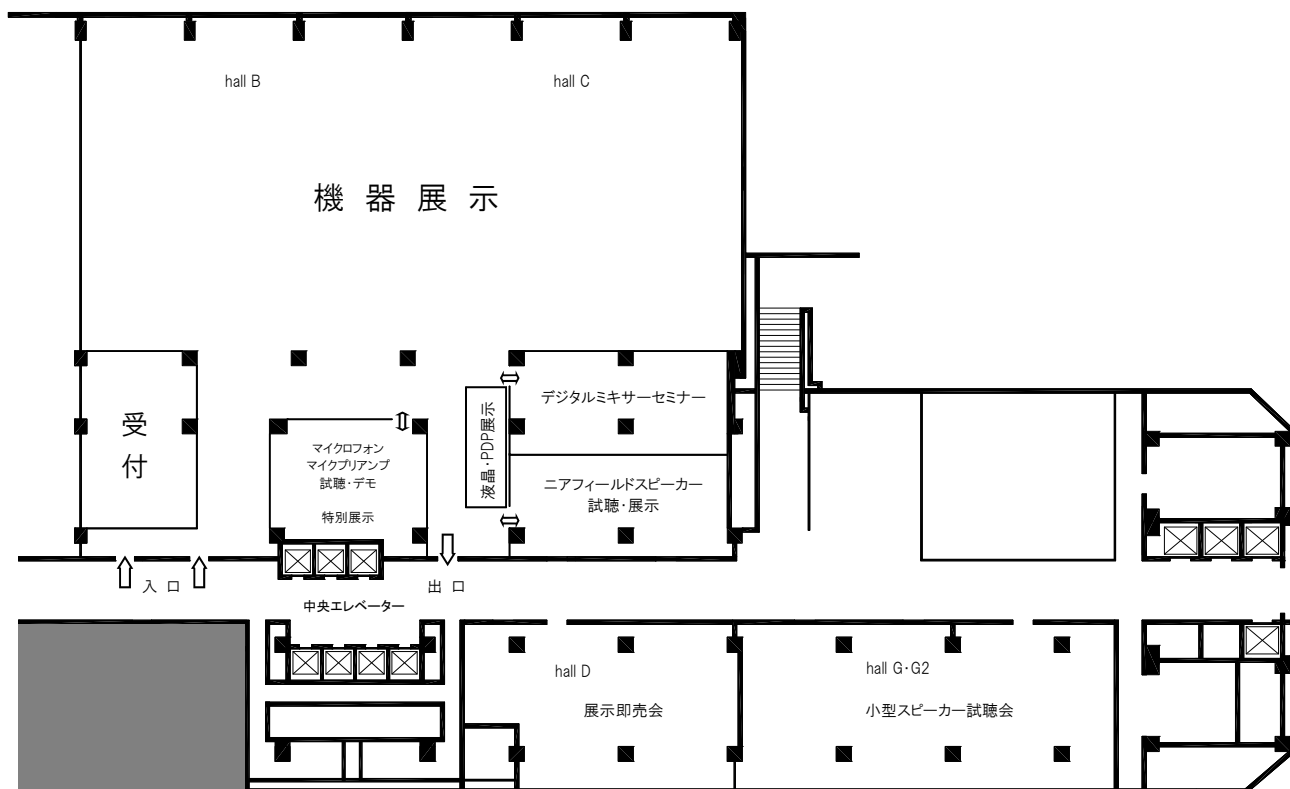 hall B
hall C
機器展示
受付
マイクロフォン
マイクプリアンプ
試聴・デモ
特別展示
液晶・PDP展示
デジタルミキサーセミナー
ニアフィールドスピーカー
試聴・展示
入口
出口
中央エレベーター
hall D
展示即売会
hall G・G2
小型スピーカー試聴会